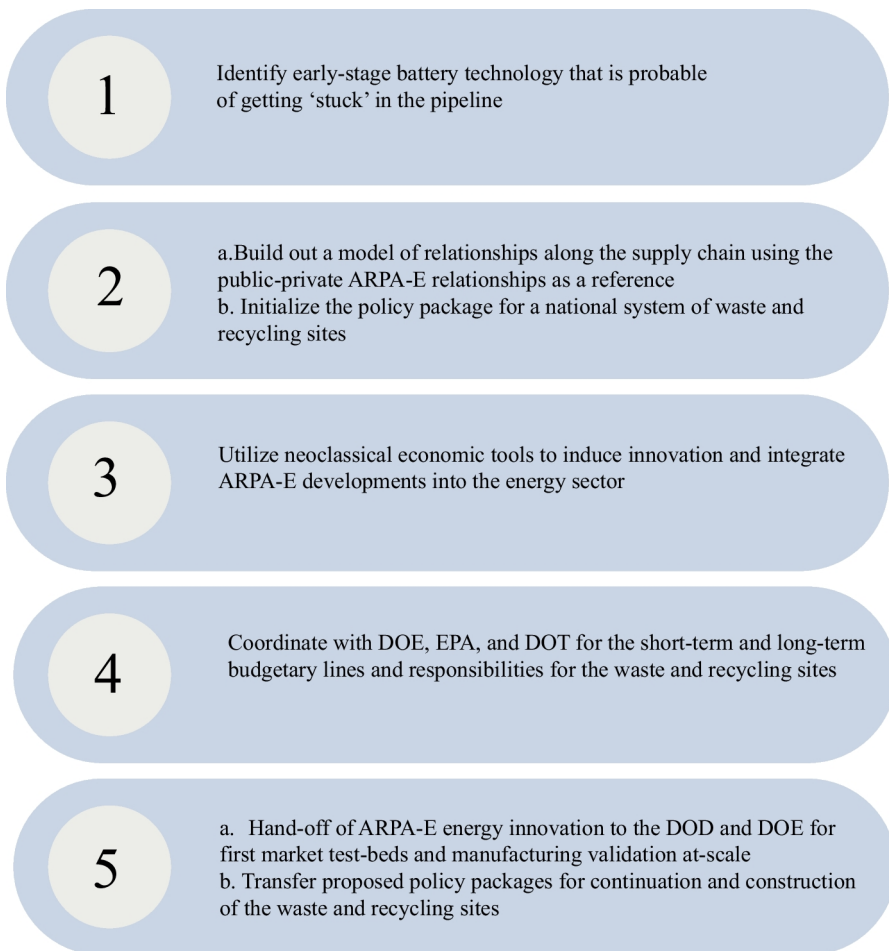 1
Identify early-stage battery technology that is probable
of getting ‘stuck’ in the pipeline
2
a.Build out a model of relationships along the supply chain using the
public-private ARPA-E relationships as a reference
b. Initialize the policy package for a national system of waste and
recycling sites
3
Utilize neoclassical economic tools to induce innovation and integrate
ARPA-E developments into the energy sector
4
Coordinate with DOE, EPA, and DOT for the short-term and long-term
budgetary lines and responsibilities for the waste and recycling sites
5
a. Hand-off of ARPA-E energy innovation to the DOD and DOE for
first market test-beds and manufacturing validation at-scale
b. Transfer proposed policy packages for continuation and construction
of the waste and recycling sites